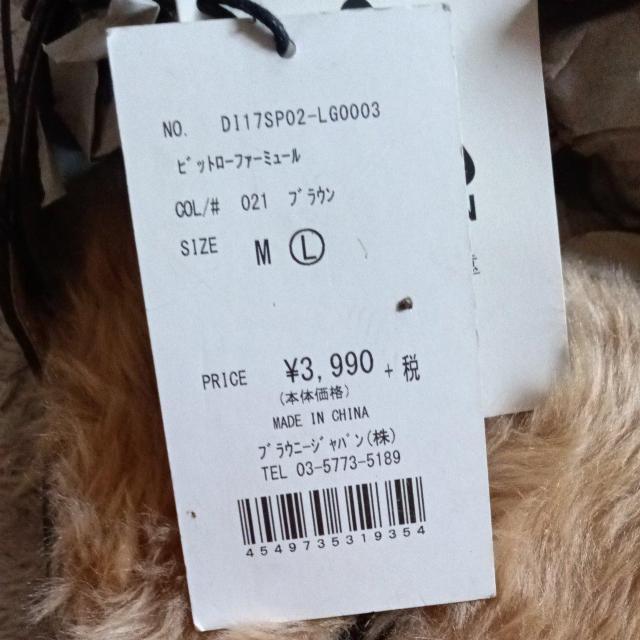 NO. D117SP02-LG0003
ﾋﾞｯﾄﾛｰﾌｧｰﾐｭｰﾙ
COL/# 021 ﾌﾞﾗｳﾝ
SIZE M Ⓛ
PRICE ¥3,990 + 税
(本体価格)
MADE IN CHINA
ﾌﾞﾗｳﾆｰｼﾞｬﾊﾟﾝ(株)
TEL 03-5773-5189
4549735319354